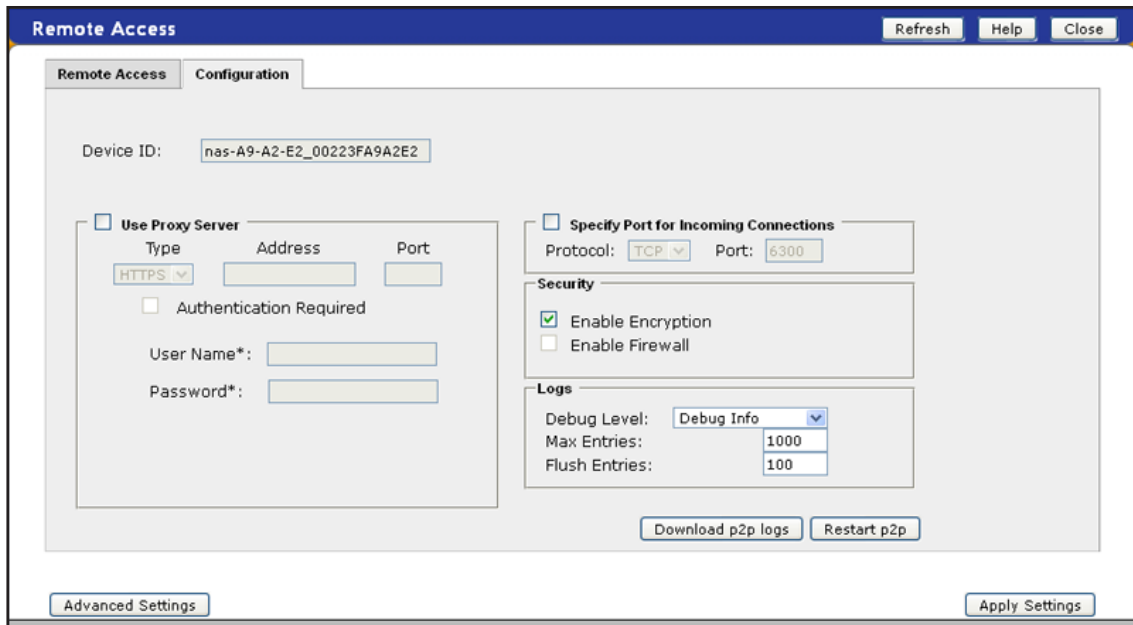 Remote Access
Refresh
Help
Close
Remote Access
Configuration
Device ID: nas-A9-A2-E2_00223FA9A2E2
Use Proxy Server
Type Address Port
HTTPS
Authentication Required
User Name*:
Password*:
Specify Port for Incoming Connections
Protocol: TCP Port: 6300
Security
Enable Encryption
Enable Firewall
Logs
Debug Level: Debug Info
Max Entries: 1000
Flush Entries: 100
Download p2p logs
Restart p2p
Advanced Settings
Apply Settings